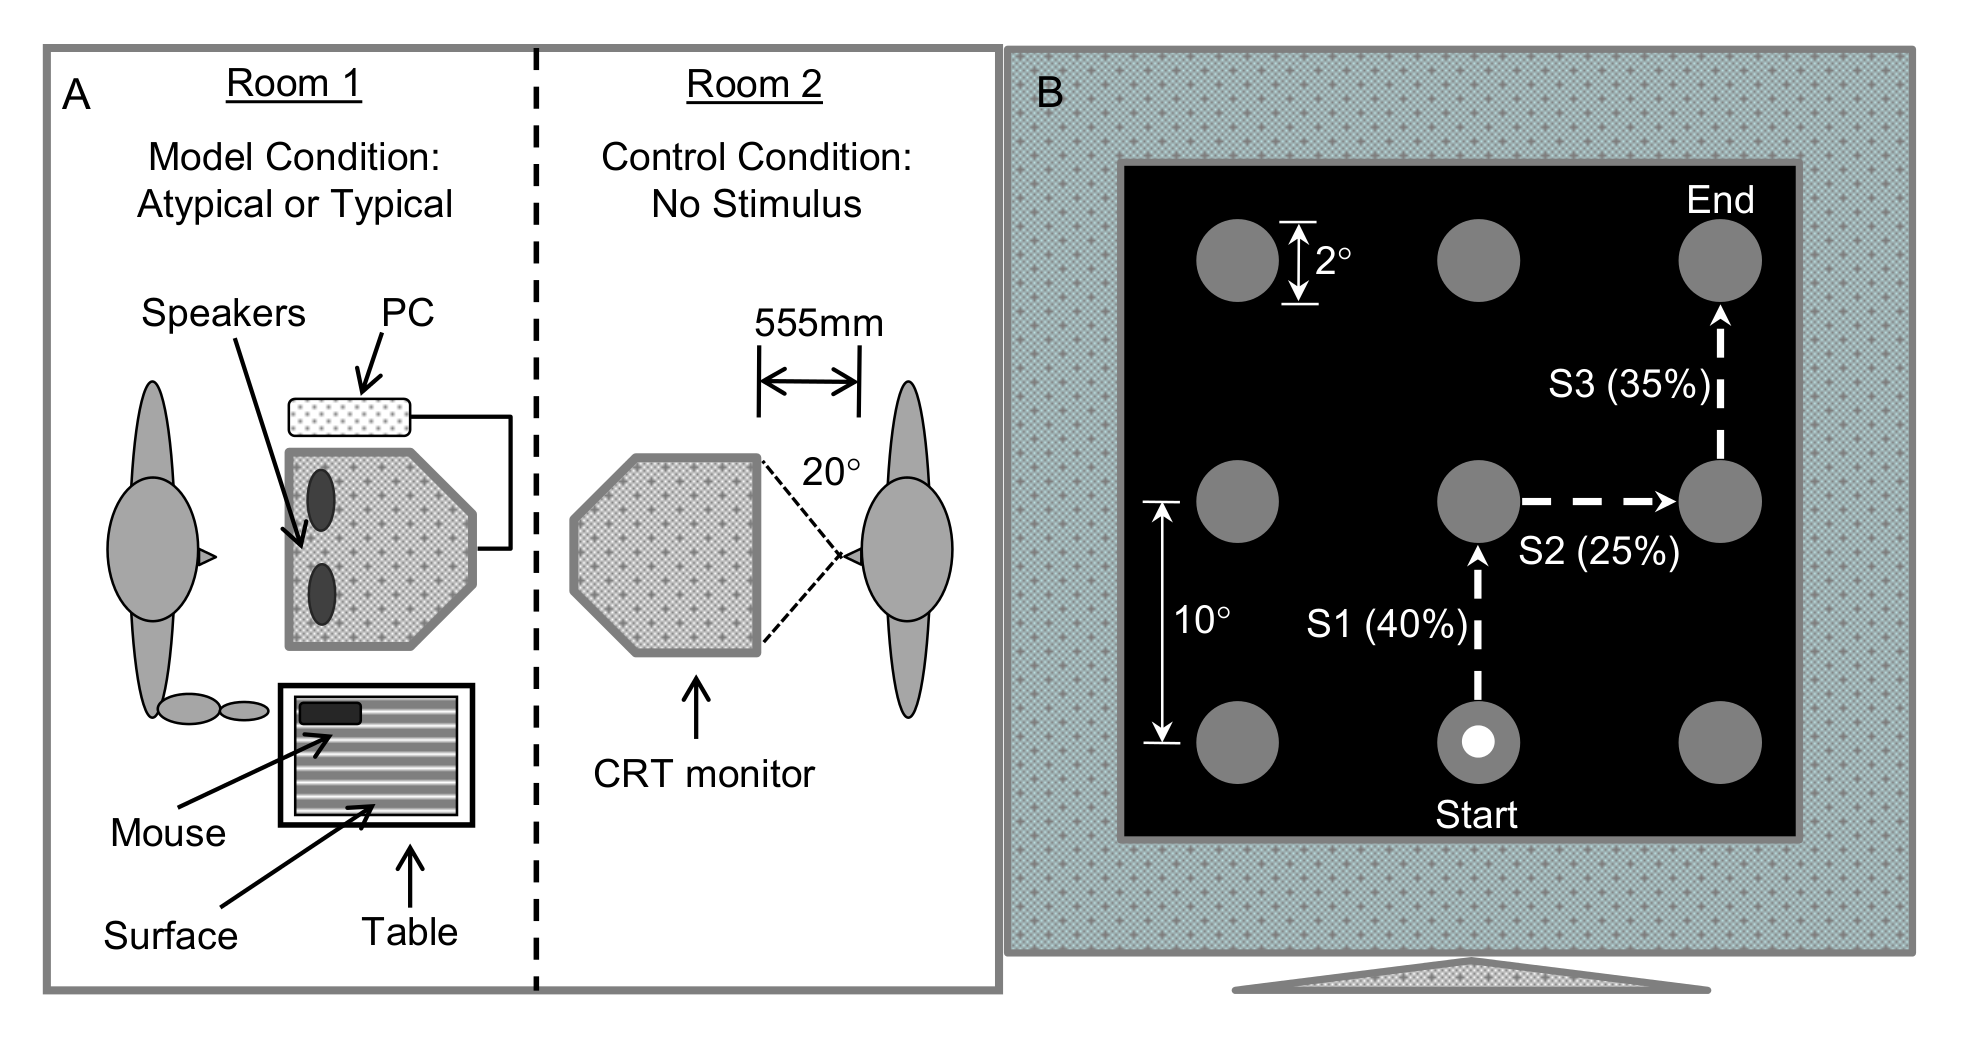 A
Room 1
Model Condition:
Atypical or Typical
Speakers
PC
Mouse
Surface
Table
Room 2
Control Condition:
No Stimulus
555mm
20°
CRT monitor
B
End
2°
S3 (35%)
S2 (25%)
10°
S1 (40%)
Start